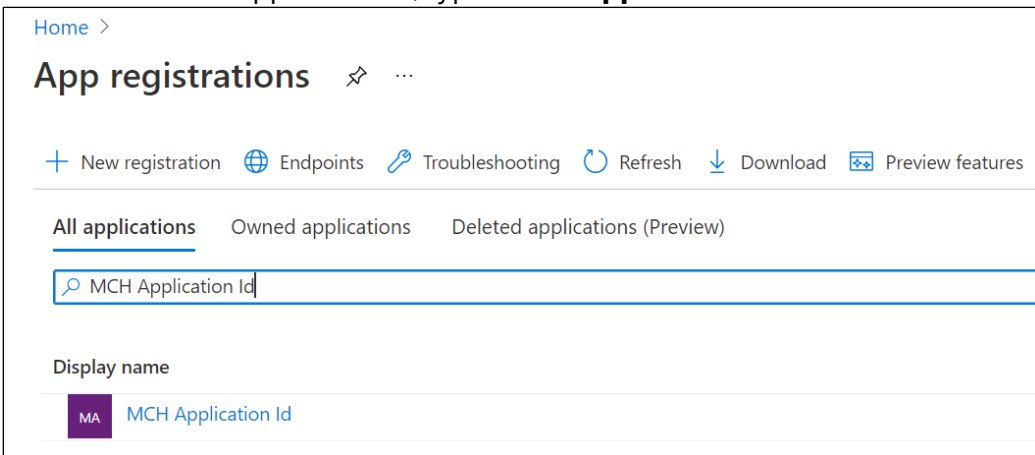 Home >
App registrations ...
New registration Endpoints Troubleshooting Refresh Download Preview features
All applications Owned applications Deleted applications (Preview)
MCH Application Id
Display name
MA MCH Application Id